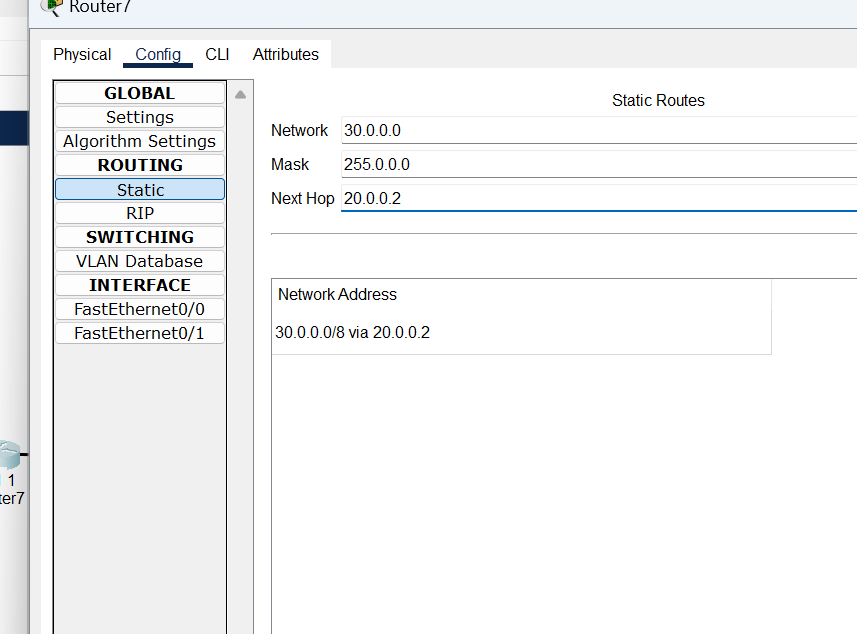 Router7
Physical Config CLI Attributes
GLOBAL
Settings
Algorithm Settings
ROUTING
Static
RIP
SWITCHING
VLAN Database
INTERFACE
FastEthernet0/0
FastEthernet0/1
Static Routes
Network 30.0.0.0
Mask 255.0.0.0
Next Hop 20.0.0.2
Network Address
30.0.0.0/8 via 20.0.0.2
1
ter7